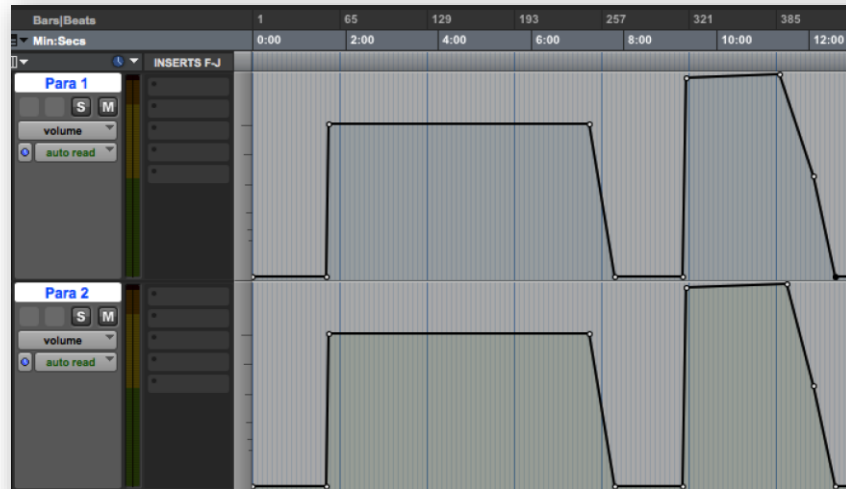 Bars|Beats 1 65 129 193 257 321 385
Min:Secs 0:00 2:00 4:00 6:00 8:00 10:00 12:00
INSERTS F-J
Para 1
S M
volume
auto read
Para 2
S M
volume
auto read